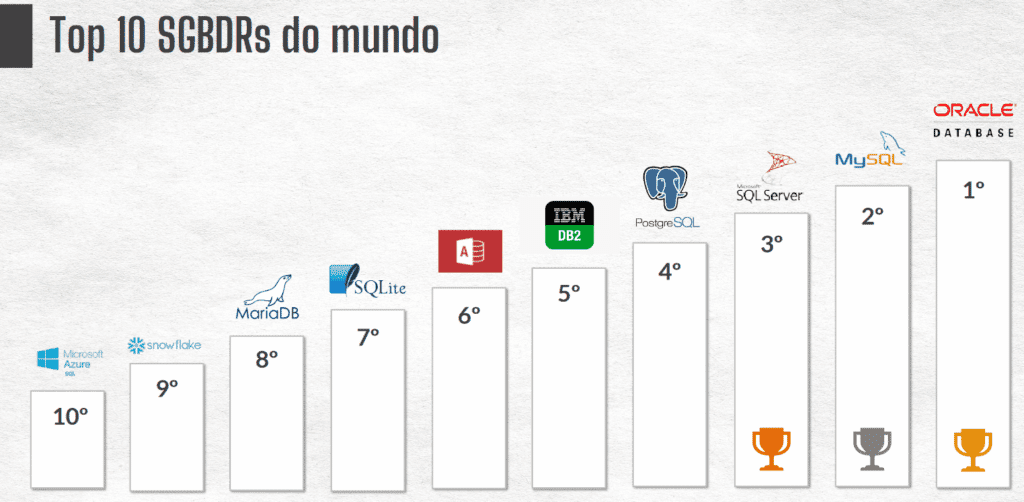 Top 10 SGBDRs do mundo
ORACLE
DATABASE
MySQL
Microsoft
SQL Server
PostgreSQL
IBM
DB2
A
SQLite
MariaDB
snowflake
Microsoft
Azure
SQL
1º
2º
3º
4º
5º
6º
7º
8º
9º
10º